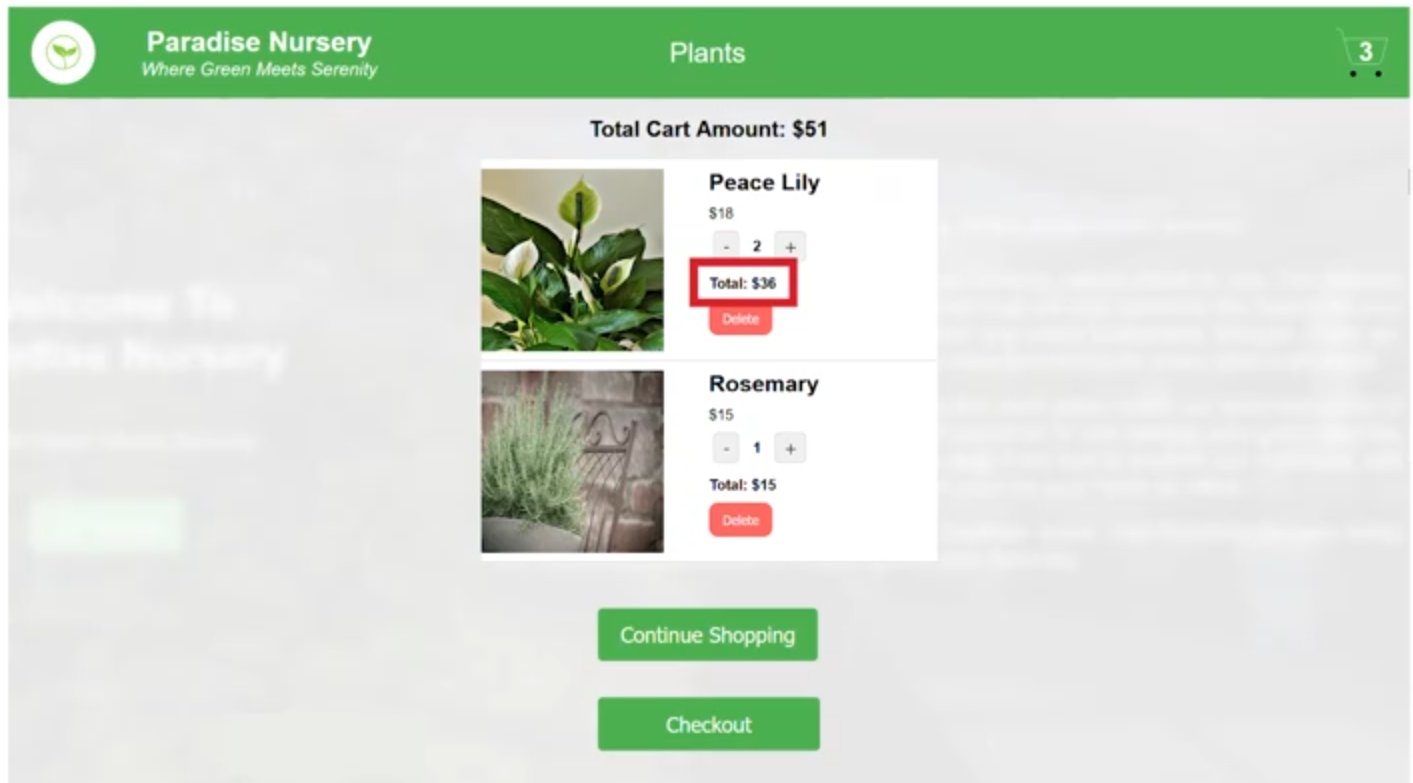 Paradise Nursery
Where Green Meets Serenity
Plants
3
Total Cart Amount: $51
Peace Lily
$18
- 2 +
Total: $36
Delete
Rosemary
$15
- 1 +
Total: $15
Delete
Continue Shopping
Checkout